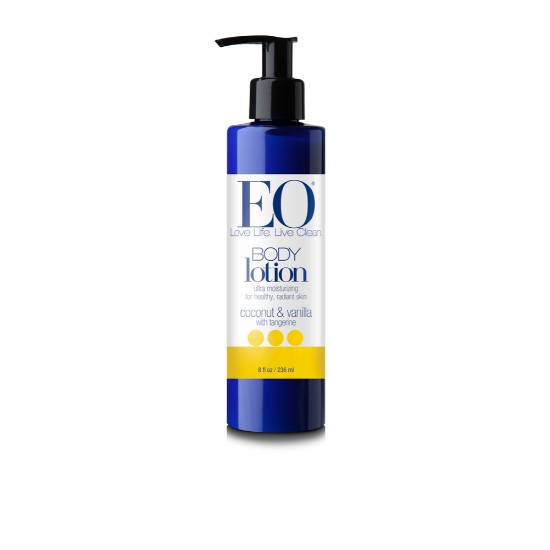 EO®
Love Life. Live Clean.
BODY
lotion
ultra moisturizing
for healthy, radiant skin
coconut & vanilla
with tangerine
8 fl oz / 236 ml